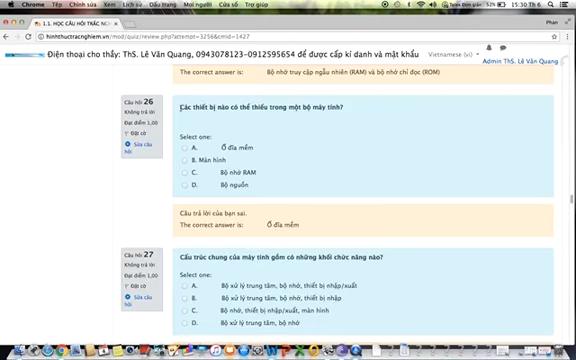 Chrome Tệp Chỉnh sửa Xem Lịch sử Dấu trang Mọi người Cửa sổ Trợ giúp
15:30 Th 6
1.1. HỌC CÂU HỎI TRẮC NGH
Phan
hinhthuctracnghiem.vn/mod/quiz/review.php?attempt=3256&cmid=1427
Điện thoại cho thầy: ThS. Lê Văn Quang, 0943078123-0912595654 để được cấp kí danh và mật khẩu
Vietnamese (vi)
Admin ThS. Lê Văn Quang
The correct answer is: Bộ nhớ truy cập ngẫu nhiên (RAM) và bộ nhớ chỉ đọc (ROM)
Câu hỏi 26
Không trả lời
Đạt điểm 1,00
Đặt cờ
Sửa câu
hỏi
Các thiết bị nào có thể thiếu trong một bộ máy tính?
Select one:
A. Ổ đĩa mềm
B. Màn hình
C. Bộ nhớ RAM
D. Bộ nguồn
Câu trả lời của bạn sai.
The correct answer is: Ổ đĩa mềm
Câu hỏi 27
Không trả lời
Đạt điểm 1,00
Đặt cờ
Sửa câu
hỏi
Cấu trúc chung của máy tính gồm có những khối chức năng nào?
Select one:
A. Bộ xử lý trung tâm, bộ nhớ, thiết bị nhập/xuất
B. Bộ xử lý trung tâm, bộ nhớ, thiết bị nhập
C. Bộ nhớ, thiết bị nhập/xuất, màn hình
D. Bộ xử lý trung tâm, bộ nhớ